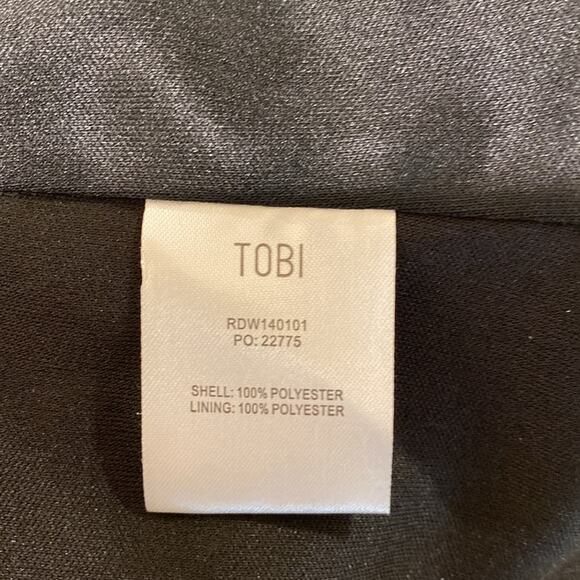 TOBI
RDW140101
PO: 22775
SHELL: 100% POLYESTER
LINING: 100% POLYESTER